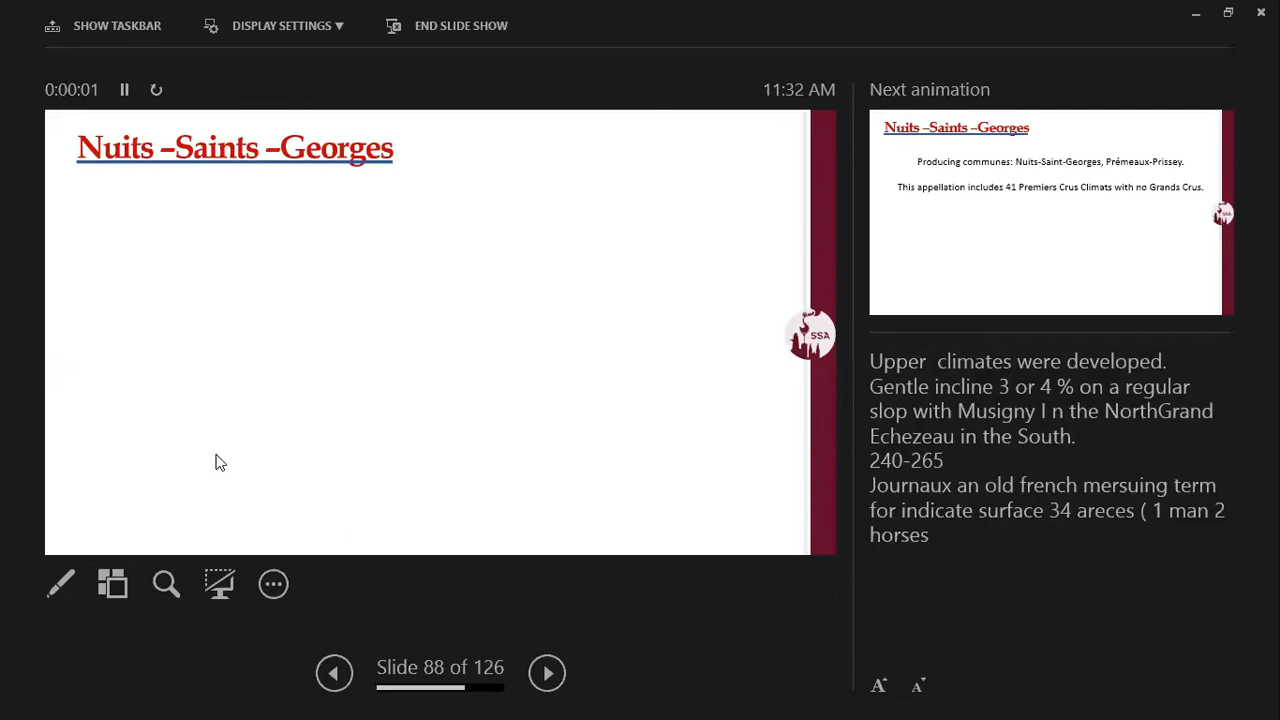 SHOW TASKBAR
DISPLAY SETTINGS ▼
END SLIDE SHOW
0:00:01
11:32 AM
Nuits –Saints –Georges
SSA
Next animation
Nuits –Saints –Georges
Producing communes: Nuits-Saint-Georges, Prémeaux-Prissey.
This appellation includes 41 Premiers Crus Climats with no Grands Crus.
SSA
Upper climates were developed.
Gentle incline 3 or 4 % on a regular
slop with Musigny I n the NorthGrand
Echezeau in the South.
240-265
Journaux an old french mersuing term
for indicate surface 34 areces ( 1 man 2
horses
Slide 88 of 126
A A